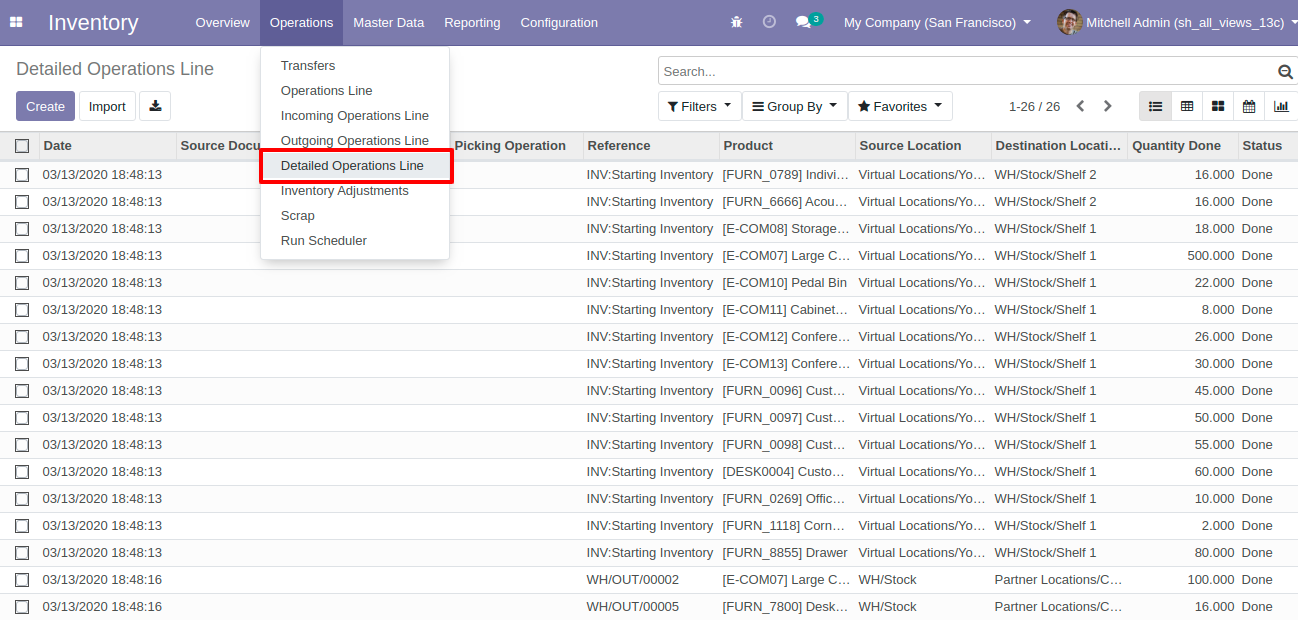 Inventory Overview Operations Master Data Reporting Configuration 3 My Company (San Francisco) Mitchell Admin (sh_all_views_13c)
Detailed Operations Line
Search...
Create Import
Filters Group By Favorites 1-26 / 26
Transfers
Operations Line
Incoming Operations Line
Outgoing Operations Line
Detailed Operations Line
Inventory Adjustments
Scrap
Run Scheduler
Date Source Docu Picking Operation Reference Product Source Location Destination Locati... Quantity Done Status
03/13/2020 18:48:13 INV:Starting Inventory [FURN_0789] Indivi... Virtual Locations/Yo... WH/Stock/Shelf 2 16.000 Done
03/13/2020 18:48:13 INV:Starting Inventory [FURN_6666] Acou... Virtual Locations/Yo... WH/Stock/Shelf 2 16.000 Done
03/13/2020 18:48:13 INV:Starting Inventory [E-COM08] Storage... Virtual Locations/Yo... WH/Stock/Shelf 1 18.000 Done
03/13/2020 18:48:13 INV:Starting Inventory [E-COM07] Large C... Virtual Locations/Yo... WH/Stock/Shelf 1 500.000 Done
03/13/2020 18:48:13 INV:Starting Inventory [E-COM10] Pedal Bin Virtual Locations/Yo... WH/Stock/Shelf 1 22.000 Done
03/13/2020 18:48:13 INV:Starting Inventory [E-COM11] Cabinet... Virtual Locations/Yo... WH/Stock/Shelf 1 8.000 Done
03/13/2020 18:48:13 INV:Starting Inventory [E-COM12] Confere... Virtual Locations/Yo... WH/Stock/Shelf 1 26.000 Done
03/13/2020 18:48:13 INV:Starting Inventory [E-COM13] Confere... Virtual Locations/Yo... WH/Stock/Shelf 1 30.000 Done
03/13/2020 18:48:13 INV:Starting Inventory [FURN_0096] Cust... Virtual Locations/Yo... WH/Stock/Shelf 1 45.000 Done
03/13/2020 18:48:13 INV:Starting Inventory [FURN_0097] Cust... Virtual Locations/Yo... WH/Stock/Shelf 1 50.000 Done
03/13/2020 18:48:13 INV:Starting Inventory [FURN_0098] Cust... Virtual Locations/Yo... WH/Stock/Shelf 1 55.000 Done
03/13/2020 18:48:13 INV:Starting Inventory [DESK0004] Custo... Virtual Locations/Yo... WH/Stock/Shelf 1 60.000 Done
03/13/2020 18:48:13 INV:Starting Inventory [FURN_0269] Offic... Virtual Locations/Yo... WH/Stock/Shelf 1 10.000 Done
03/13/2020 18:48:13 INV:Starting Inventory [FURN_1118] Corn... Virtual Locations/Yo... WH/Stock/Shelf 1 2.000 Done
03/13/2020 18:48:13 INV:Starting Inventory [FURN_8855] Drawer Virtual Locations/Yo... WH/Stock/Shelf 1 80.000 Done
03/13/2020 18:48:16 WH/OUT/00002 [E-COM07] Large C... WH/Stock Partner Locations/C... 100.000 Done
03/13/2020 18:48:16 WH/OUT/00005 [FURN_7800] Desk... WH/Stock Partner Locations/C... 16.000 Done